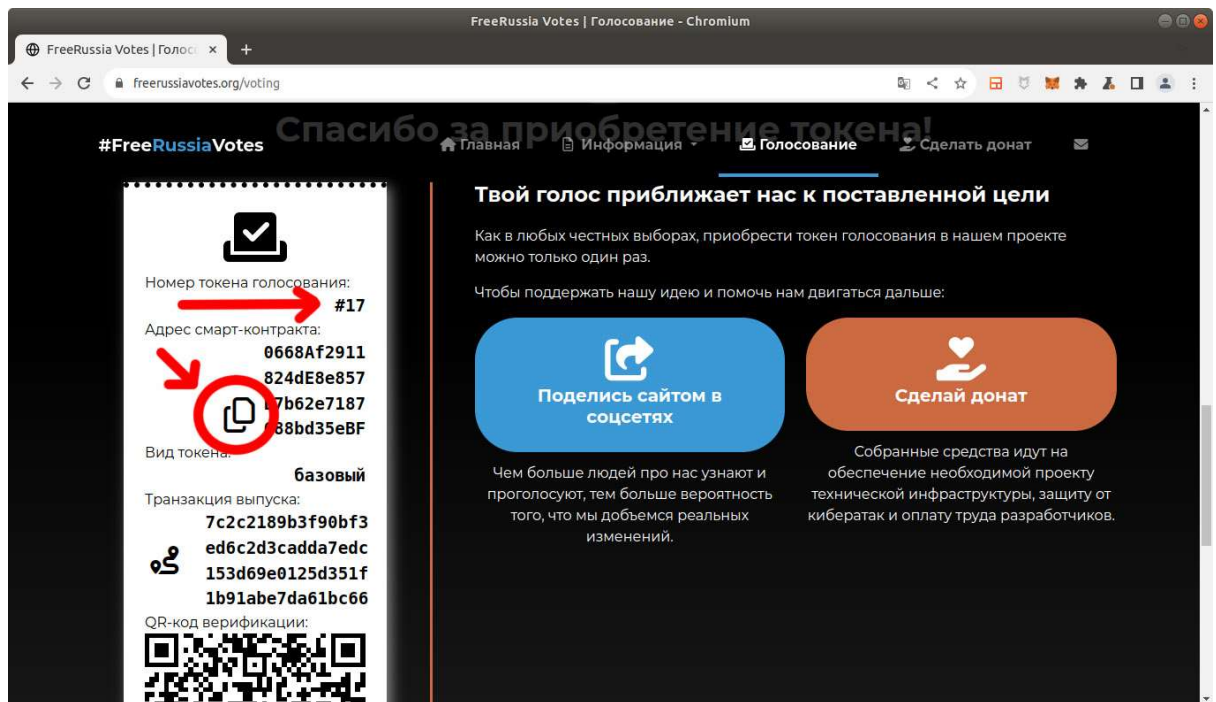 FreeRussia Votes | Голосование - Chromium
FreeRussia Votes | Голосо
freerussiavotes.org/voting
Спасибо за приобретение токена!
#FreeRussiaVotes
Главная
Информация
Голосование
Сделать донат
Номер токена голосования:
#17
Адрес смарт-контракта:
0668Af2911
824dE8e857
7b62e7187
88bd35eBF
Вид токена:
базовый
Транзакция выпуска:
7c2c2189b3f90bf3
ed6c2d3cadda7edc
153d69e0125d351f
1b91abe7da61bc66
QR-код верификации:
Твой голос приближает нас к поставленной цели
Как в любых честных выборах, приобрести токен голосования в нашем проекте
можно только один раз.
Чтобы поддержать нашу идею и помочь нам двигаться дальше:
Поделись сайтом в
соцсетях
Чем больше людей про нас узнают и
проголосуют, тем больше вероятность
того, что мы добъемся реальных
изменений.
Сделай донат
Собранные средства идут на
обеспечение необходимой проекту
технической инфраструктуры, защиту от
кибератак и оплату труда разработчиков.